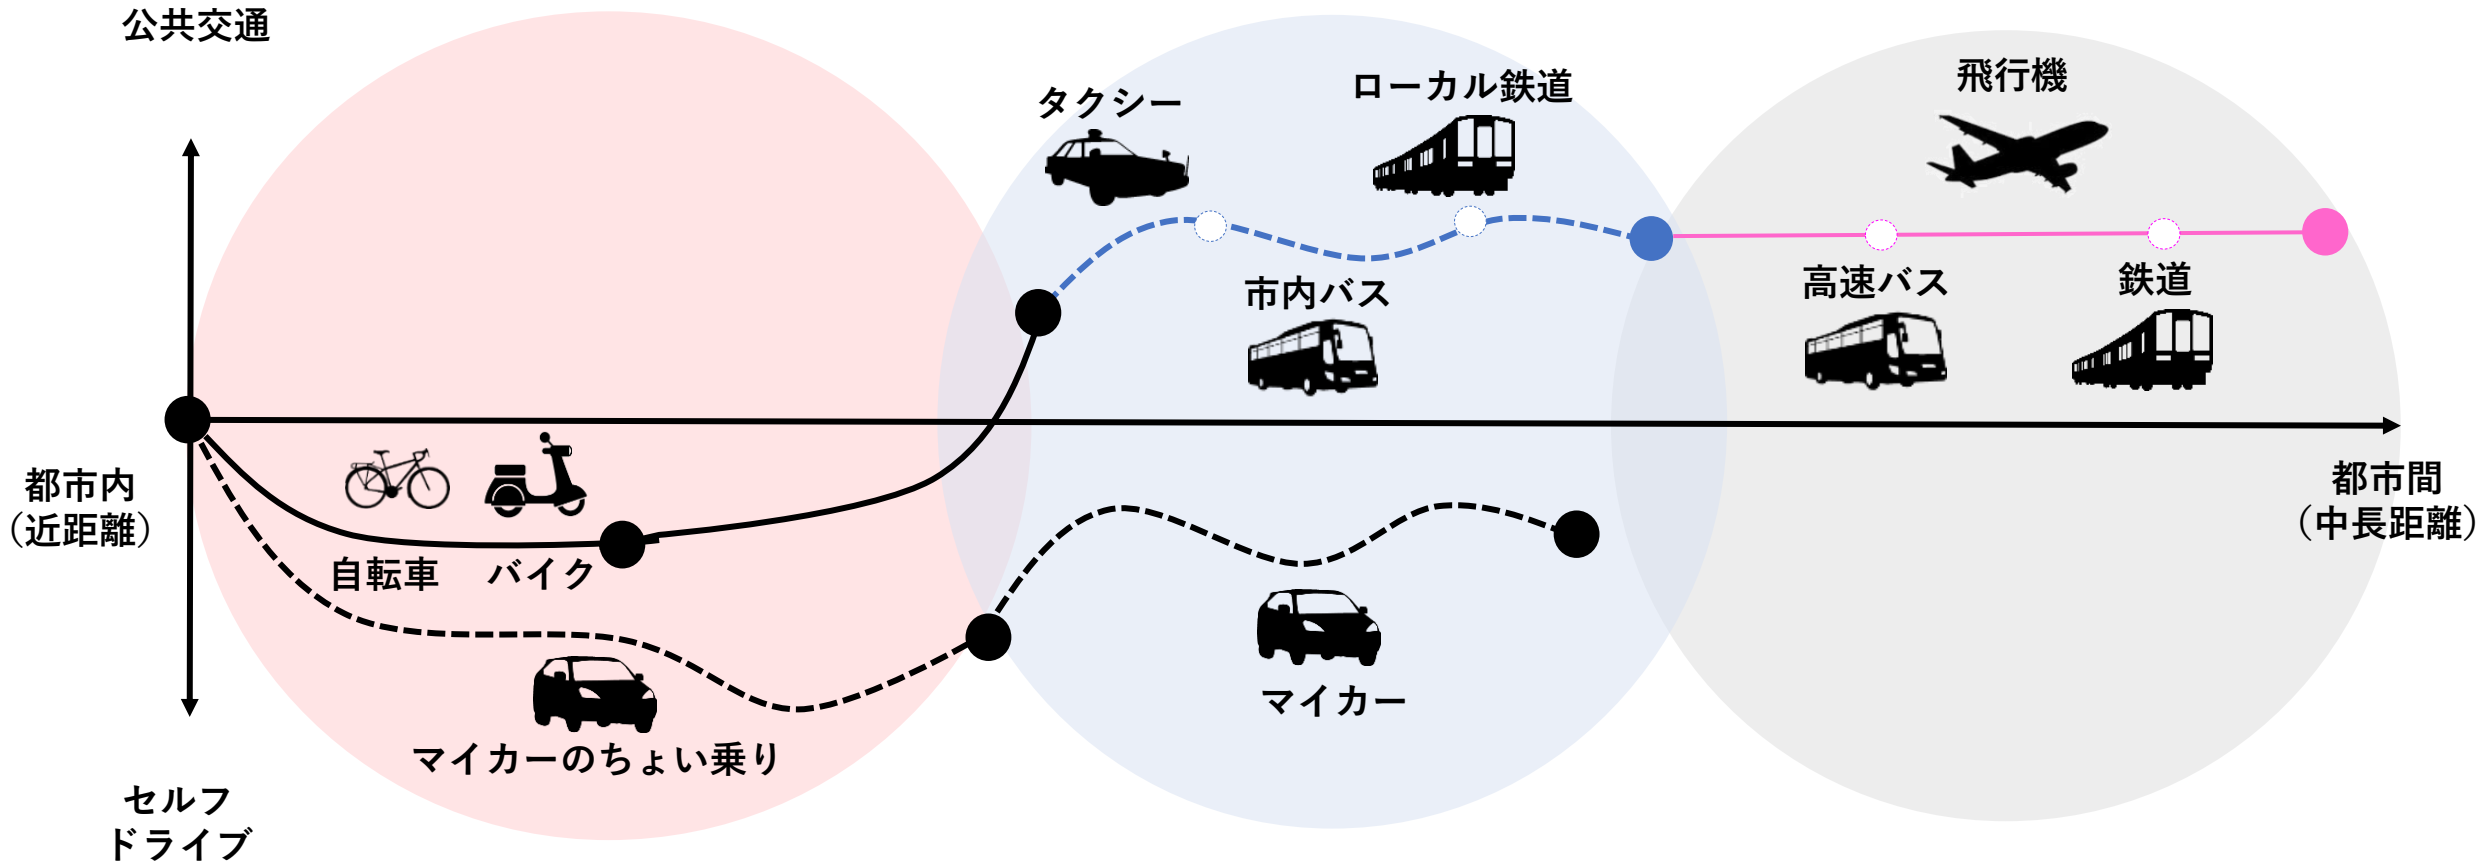 公共交通
タクシー
ローカル鉄道
飛行機
市内バス
高速バス
鉄道
都市内
（近距離）
都市間
（中長距離）
自転車
バイク
マイカーのちょい乗り
マイカー
セルフ
ドライブ